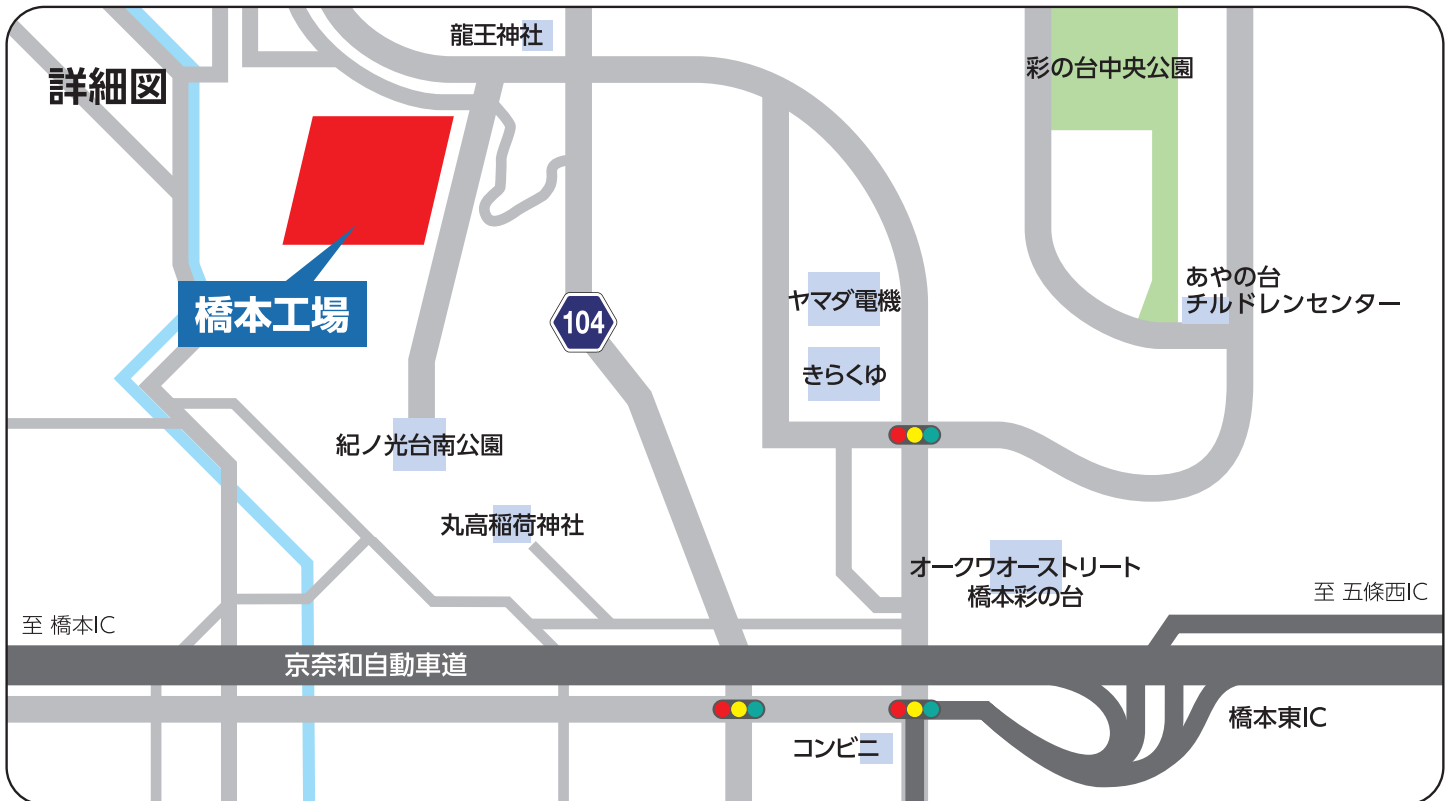 龍王神社
彩の台中央公園
詳細図
あやの台
チルドレンセンター
ヤマダ電機
橋本工場
104
きらくゆ
紀ノ光台南公園
丸高稲荷神社
オークワオーストリート
橋本彩の台
至 五條西IC
至 橋本IC
京奈和自動車道
橋本東IC
コンビニ